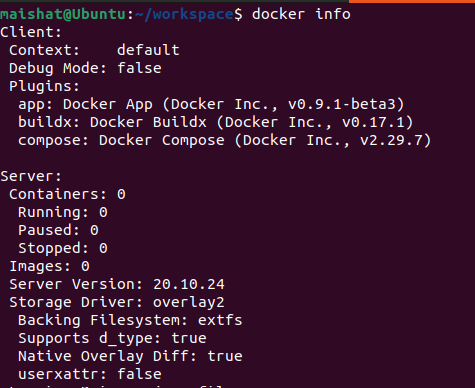 maishat@Ubuntu:~/workspace$ docker info
Client:
 Context:    default
 Debug Mode: false
 Plugins:
  app: Docker App (Docker Inc., v0.9.1-beta3)
  buildx: Docker Buildx (Docker Inc., v0.17.1)
  compose: Docker Compose (Docker Inc., v2.29.7)

Server:
 Containers: 0
  Running: 0
  Paused: 0
  Stopped: 0
 Images: 0
 Server Version: 20.10.24
 Storage Driver: overlay2
  Backing Filesystem: extfs
  Supports d_type: true
  Native Overlay Diff: true
  userxattr: false